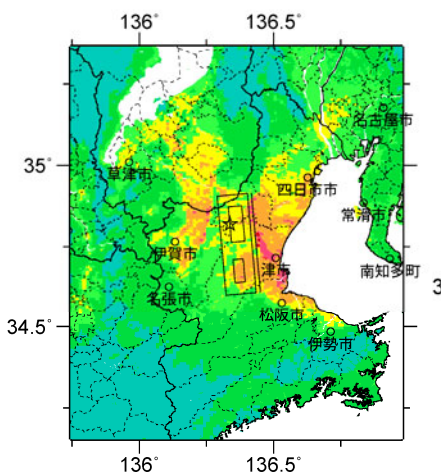 136° 136.5
名古屋市
35
草津市
四日市市
常滑市
伊賀市
津市
南知多町
3
名張市
松阪市
34.5
伊勢市
136° 136.5